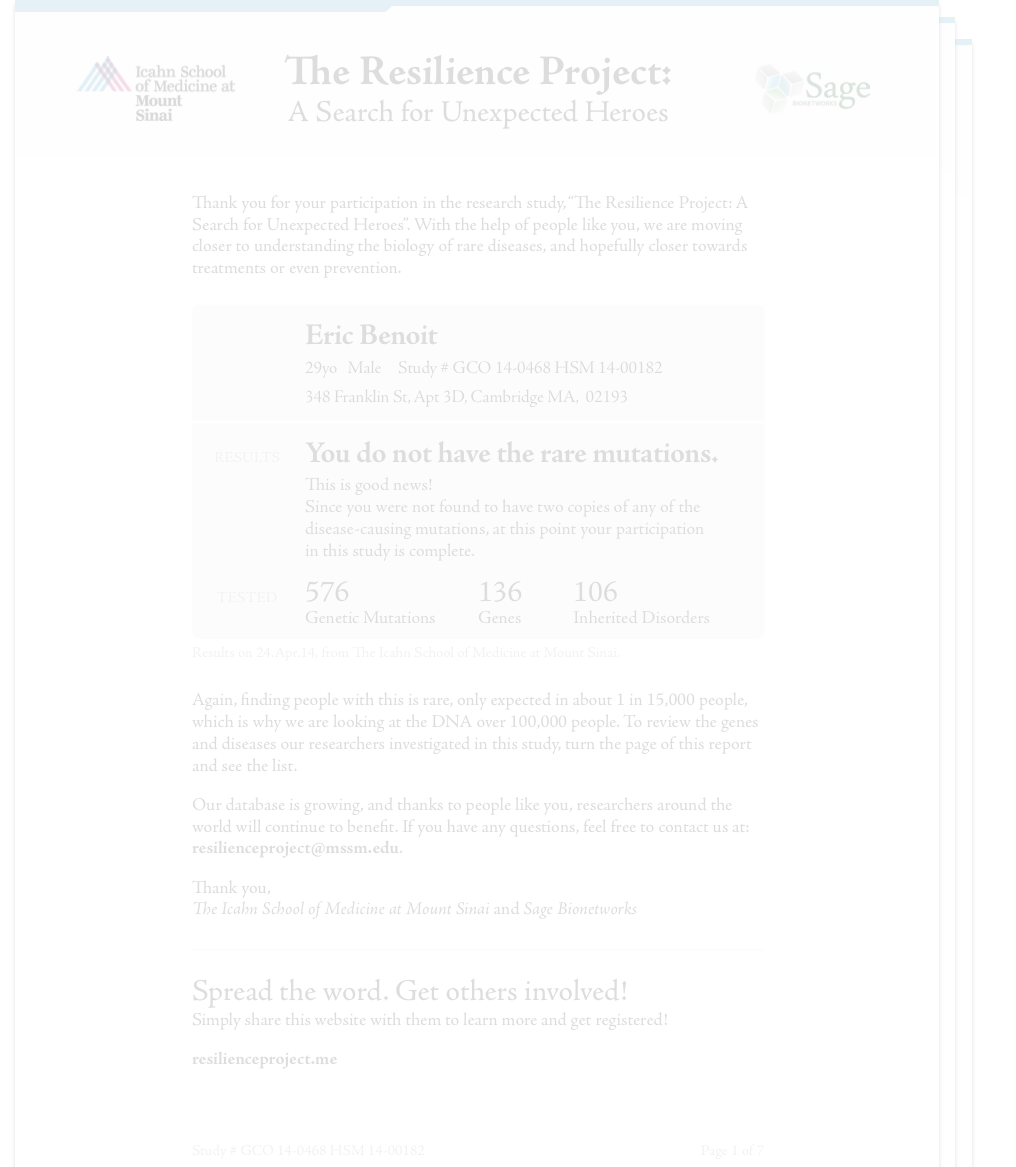 Icahn School
of Medicine at
Mount
Sinai
The Resilience Project:
A Search for Unexpected Heroes
Sage
BIONETWORKS
Thank you for your participation in the research study, "The Resilience Project: A
Search for Unexpected Heroes". With the help of people like you, we are moving
closer to understanding the biology of rare diseases, and hopefully closer towards
treatments or even prevention.
Eric Benoit
29yo Male Study # GCO 14-0468 HSM 14-00182
348 Franklin St, Apt 3D, Cambridge MA, 02193
RESULTS
You do not have the rare mutations.
This is good news!
Since you were not found to have two copies of any of the
disease-causing mutations, at this point your participation
in this study is complete.
TESTED
576 136 106
Genetic Mutations Genes Inherited Disorders
Results on 24.Apr.14, from The Icahn School of Medicine at Mount Sinai.
Again, finding people with this is rare, only expected in about 1 in 15,000 people,
which is why we are looking at the DNA over 100,000 people. To review the genes
and diseases our researchers investigated in this study, turn the page of this report
and see the list.
Our database is growing, and thanks to people like you, researchers around the
world will continue to benefit. If you have any questions, feel free to contact us at:
resilienceproject@mssm.edu.
Thank you,
The Icahn School of Medicine at Mount Sinai and Sage Bionetworks
Spread the word. Get others involved!
Simply share this website with them to learn more and get registered!
resilienceproject.me
Study # GCO 14-0468 HSM 14-00182 Page 1 of 7